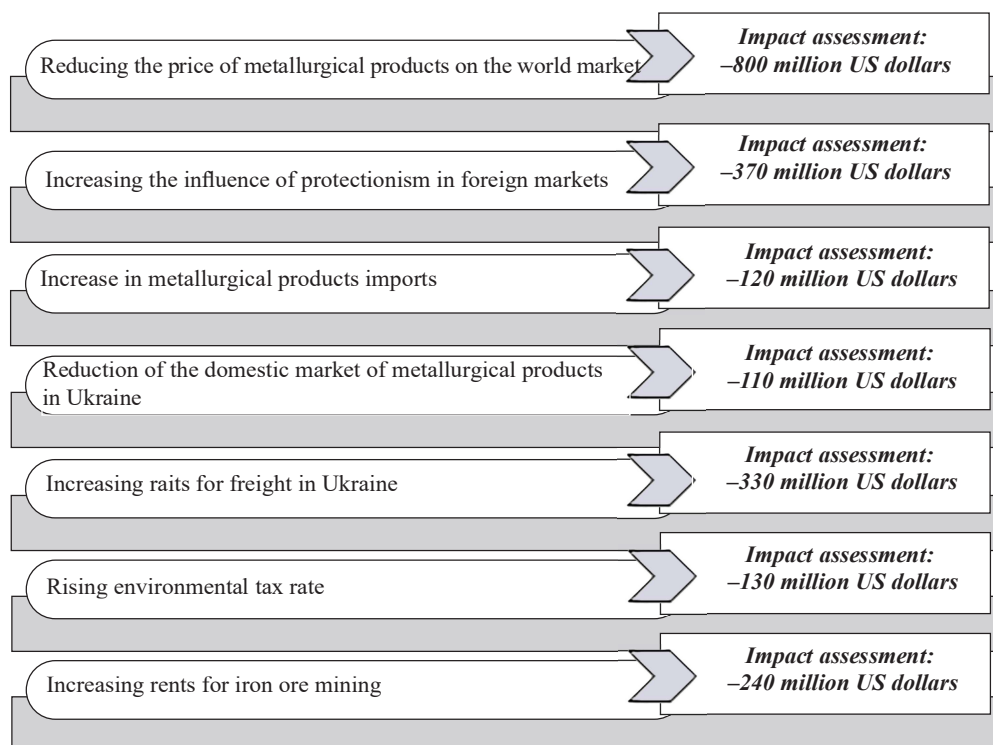 Reducing the price of metallurgical products on the world market
Impact assessment:
–800 million US dollars
Increasing the influence of protectionism in foreign markets
Impact assessment:
–370 million US dollars
Increase in metallurgical products imports
Impact assessment:
–120 million US dollars
Reduction of the domestic market of metallurgical products
in Ukraine
Impact assessment:
–110 million US dollars
Increasing raits for freight in Ukraine
Impact assessment:
–330 million US dollars
Rising environmental tax rate
Impact assessment:
–130 million US dollars
Increasing rents for iron ore mining
Impact assessment:
–240 million US dollars